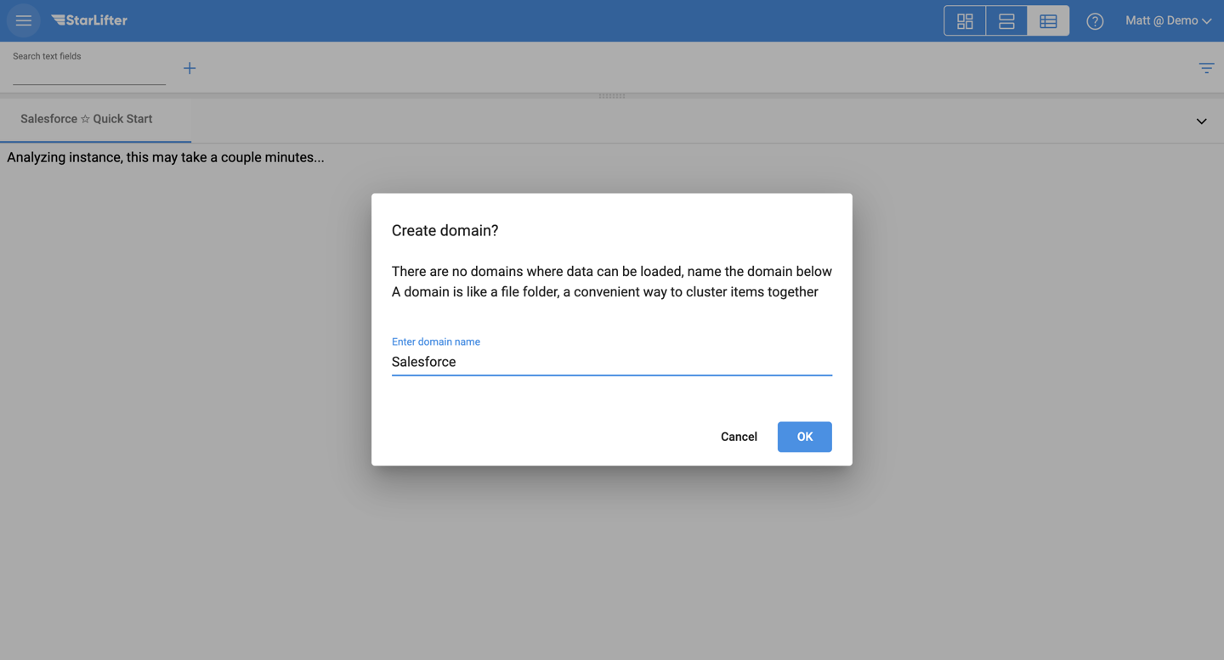 StarLifter
Matt @ Demo
Search text fields
Salesforce ☆ Quick Start
Analyzing instance, this may take a couple minutes...
Create domain?
There are no domains where data can be loaded, name the domain below
A domain is like a file folder, a convenient way to cluster items together
Enter domain name
Salesforce
Cancel
OK